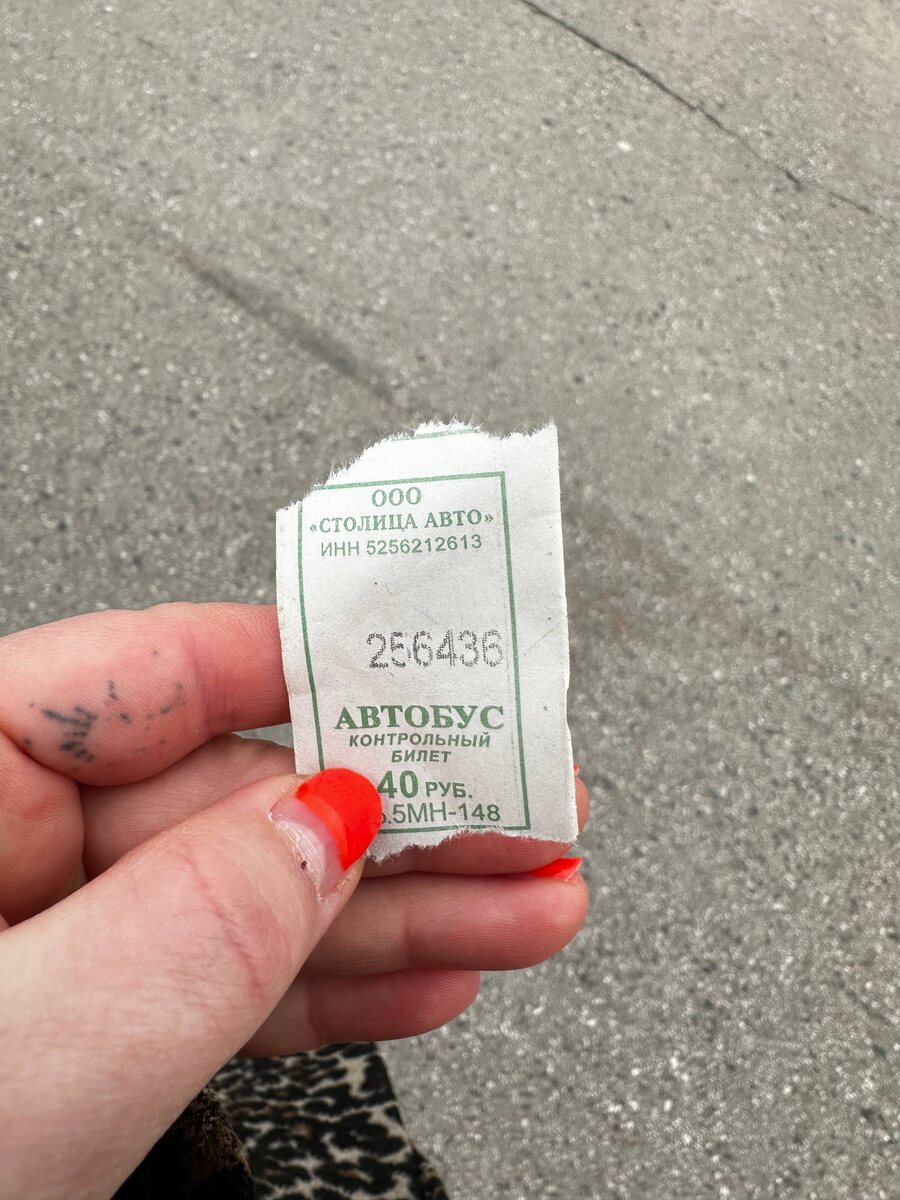 ООО
«СТОЛИЦА АВТО»
ИНН 5256212613
256436
АВТОБУС
КОНТРОЛЬНЫЙ
БИЛЕТ
40 РУБ.
.5МН-148